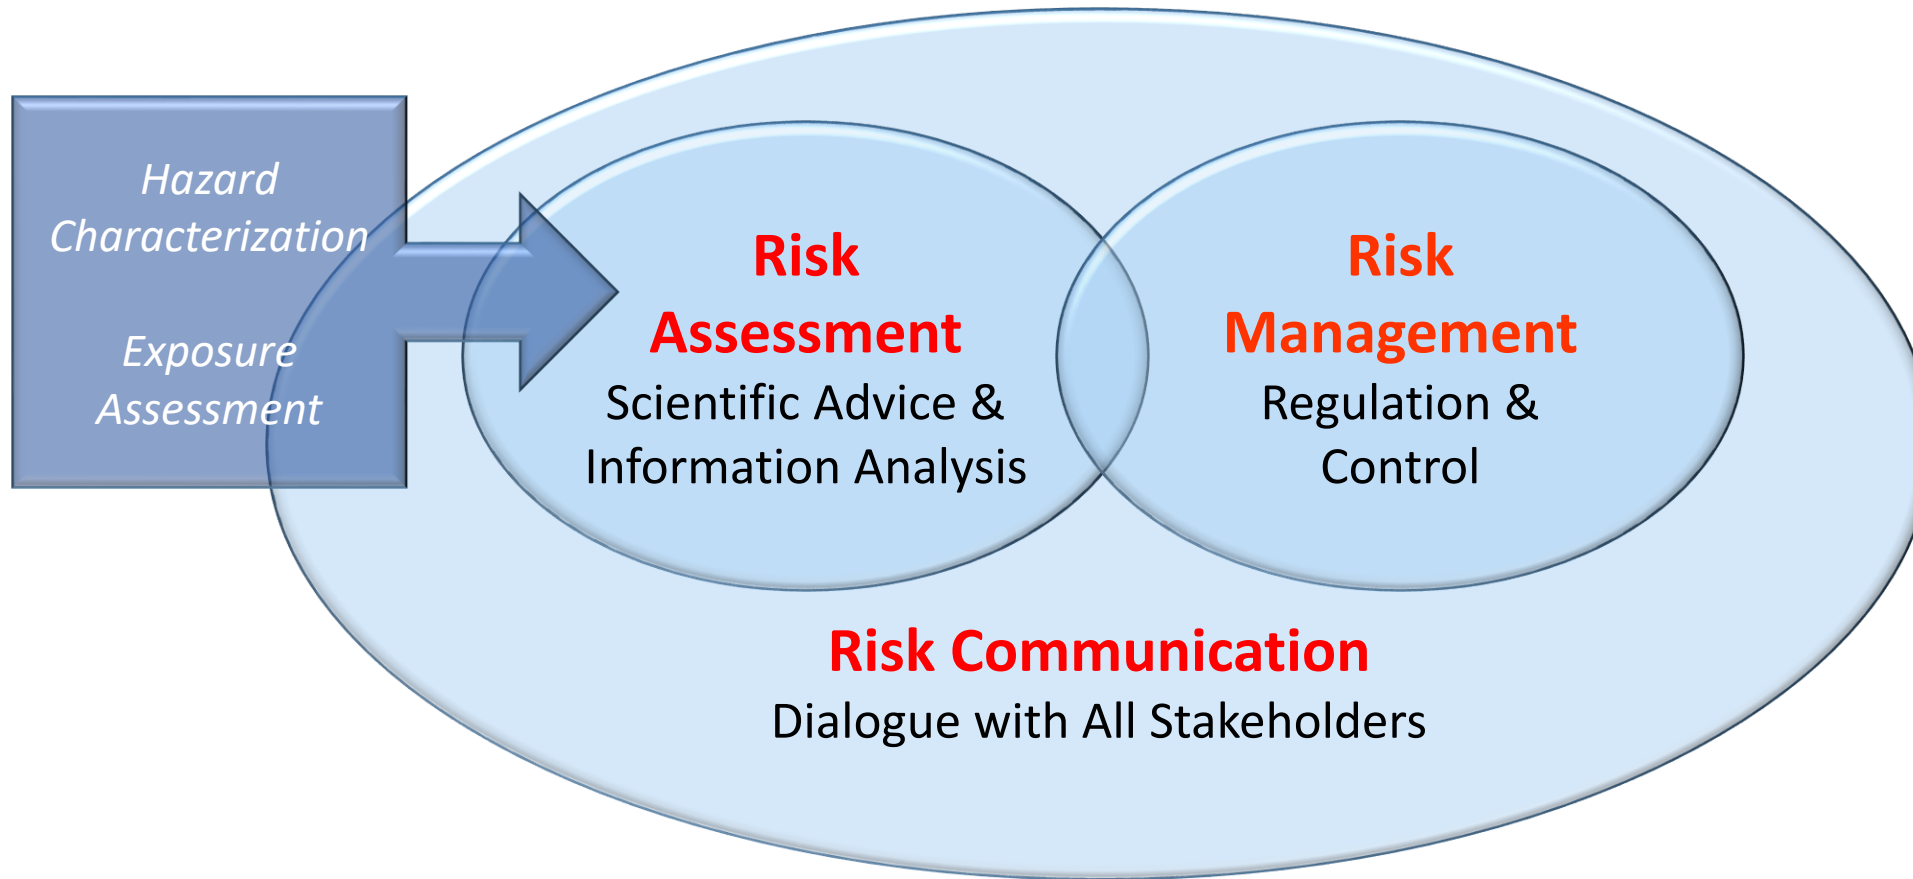 Hazard
Characterization
Exposure
Assessment
Risk
Assessment
Scientific Advice &
Information Analysis
Risk
Management
Regulation &
Control
Risk Communication
Dialogue with All Stakeholders